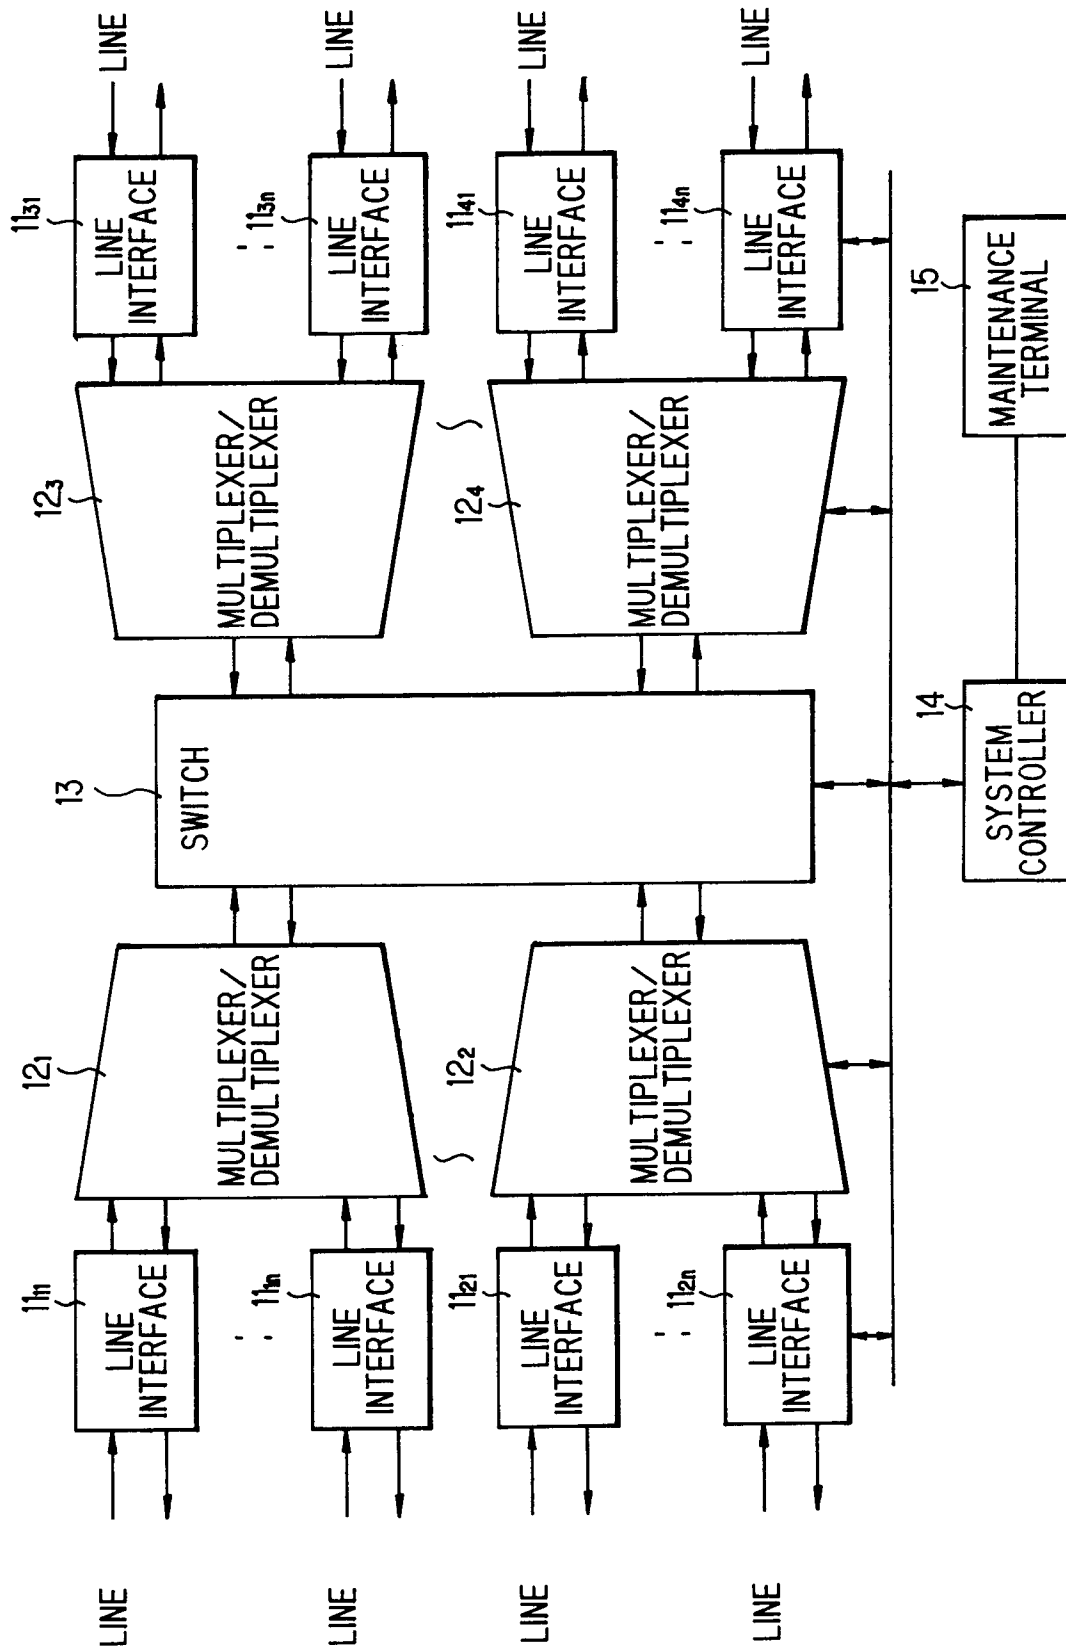 LINE
11₁₁
LINE
INTERFACE
12₁
MULTIPLEXER/
DEMULTIPLEXER
13
SWITCH
12₃
MULTIPLEXER/
DEMULTIPLEXER
11₃₁
LINE
INTERFACE
LINE
LINE
11₁ₙ
LINE
INTERFACE
11₃ₙ
LINE
INTERFACE
LINE
LINE
11₂₁
LINE
INTERFACE
12₂
MULTIPLEXER/
DEMULTIPLEXER
12₄
MULTIPLEXER/
DEMULTIPLEXER
11₄₁
LINE
INTERFACE
LINE
LINE
11₂ₙ
LINE
INTERFACE
11₄ₙ
LINE
INTERFACE
LINE
14
SYSTEM
CONTROLLER
15
MAINTENANCE
TERMINAL